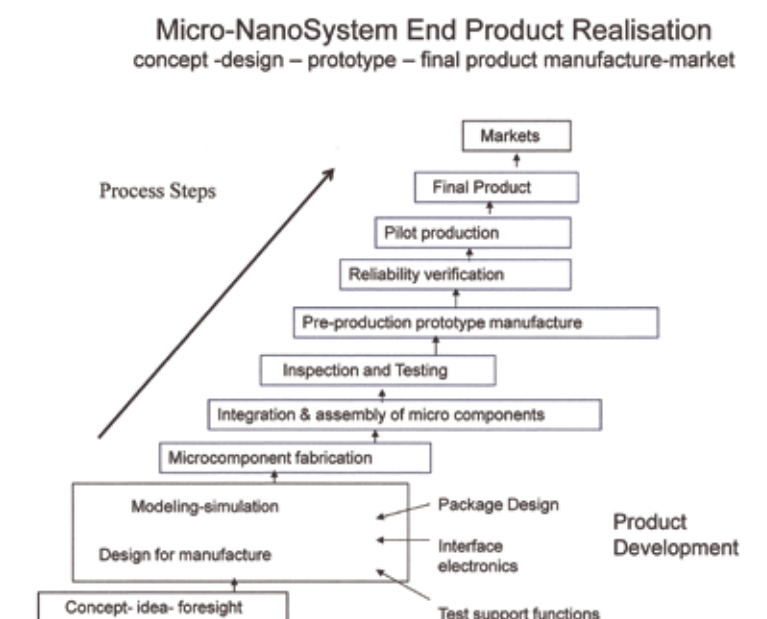 Micro-NanoSystem End Product Realisation
concept -design – prototype – final product manufacture-market
Markets
Process Steps
Final Product
Pilot production
Reliability verification
Pre-production prototype manufacture
Inspection and Testing
Integration & assembly of micro components
Microcomponent fabrication
Modeling-simulation
Package Design
Product
Development
Design for manufacture
Interface
electronics
Concept- idea- foresight
Test support functions